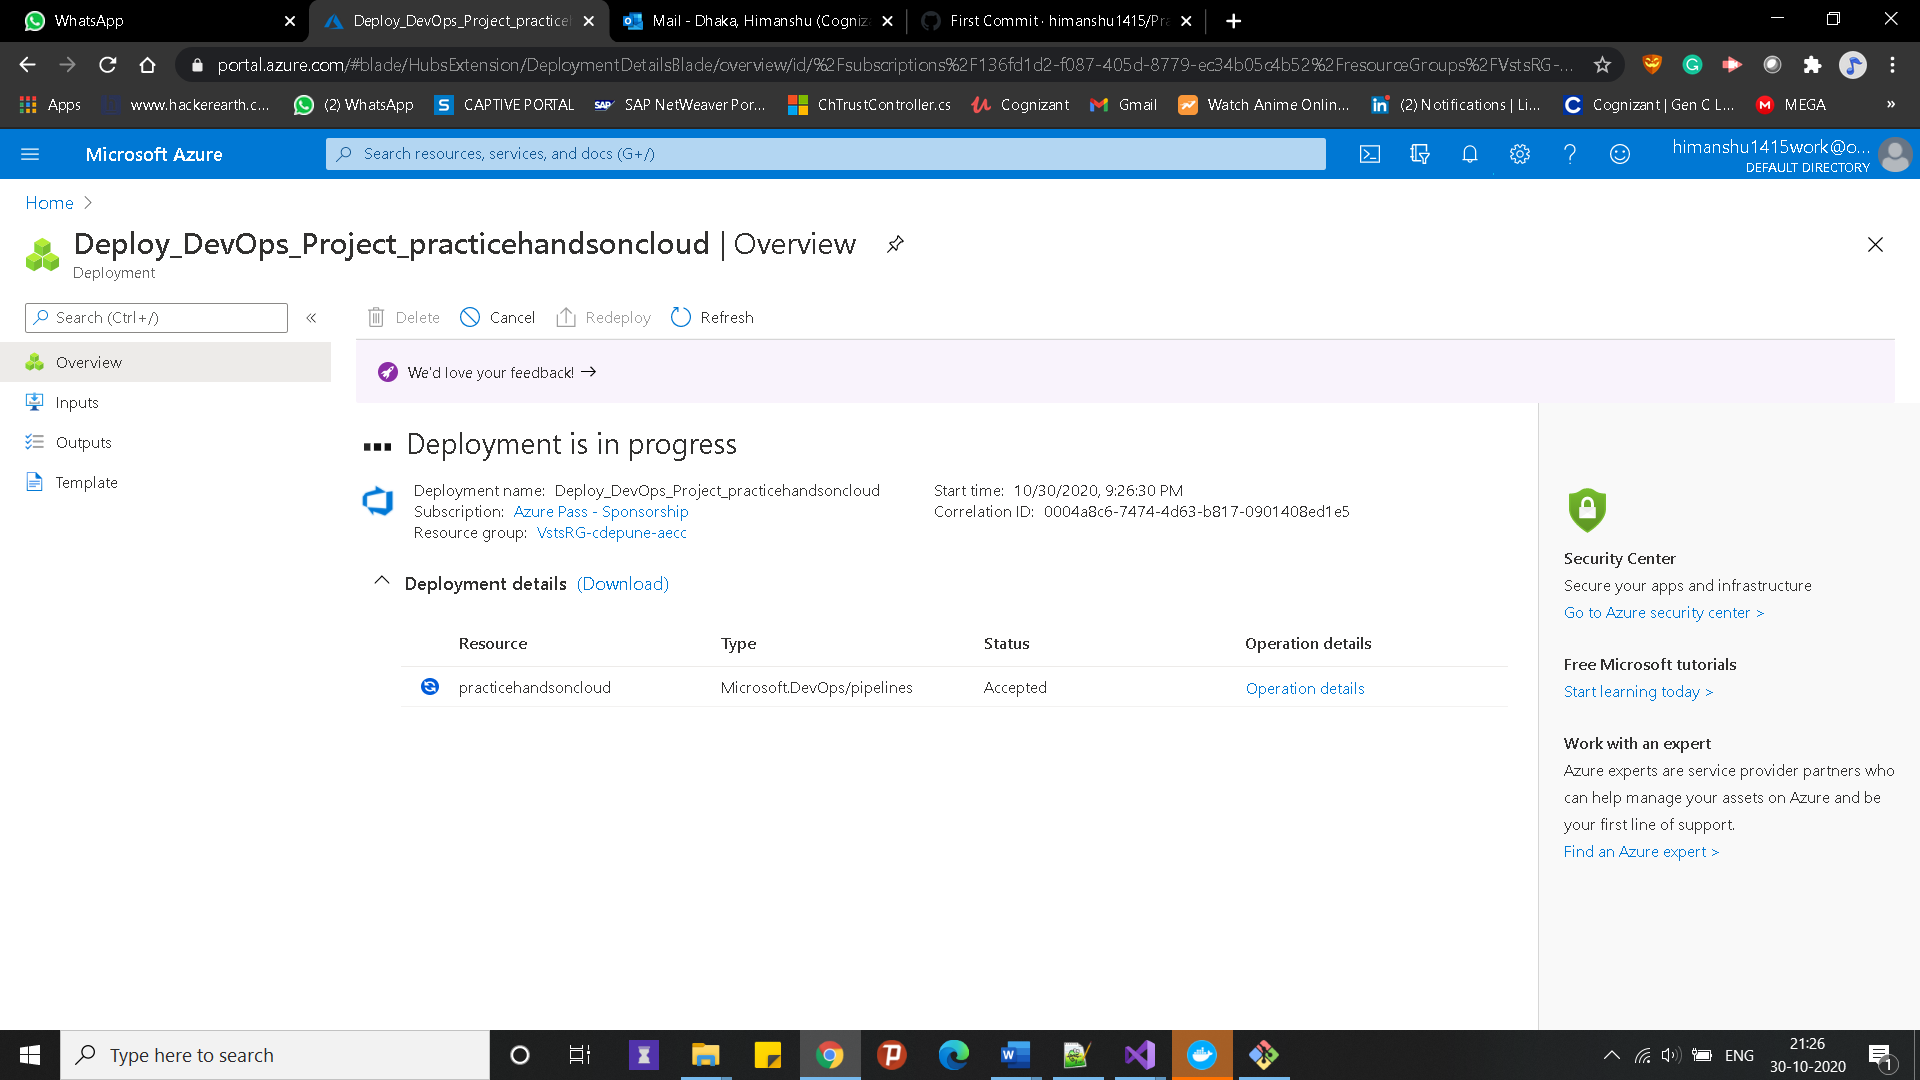 WhatsApp
Deploy_DevOps_Project_practiceh
Mail - Dhaka, Himanshu (Cogniz
First Commit · himanshu1415/Pra
portal.azure.com/#blade/HubsExtension/DeploymentDetailsBlade/overview/id/%2Fsubscriptions%2F136fd1d2-f087-405d-8779-ec34b05c4b52%2FresourceGroups%2FVstsRG-...
Apps
www.hackerearth.c...
(2) WhatsApp
S
CAPTIVE PORTAL
SAP
SAP NetWeaver Por...
ChTrustController.cs
Cognizant
Gmail
Watch Anime Onlin...
in
(2) Notifications | Li...
C
Cognizant | Gen C L...
M
MEGA
»
Microsoft Azure
Search resources, services, and docs (G+/)
himanshu1415work@o...
DEFAULT DIRECTORY
Home
Deploy_DevOps_Project_practicehandsoncloud | Overview
Deployment
Search (Ctrl+/)
«
Delete
Cancel
Redeploy
Refresh
Overview
Inputs
Outputs
Template
We'd love your feedback! →
Deployment is in progress
Deployment name: Deploy_DevOps_Project_practicehandsoncloud
Subscription: Azure Pass - Sponsorship
Resource group: VstsRG-cdepune-aecc
Start time: 10/30/2020, 9:26:30 PM
Correlation ID: 0004a8c6-7474-4d63-b817-0901408ed1e5
Deployment details (Download)
Resource Type Status Operation details
practicehandsoncloud Microsoft.DevOps/pipelines Accepted Operation details
Security Center
Secure your apps and infrastructure
Go to Azure security center >
Free Microsoft tutorials
Start learning today >
Work with an expert
Azure experts are service provider partners who
can help manage your assets on Azure and be
your first line of support.
Find an Azure expert >
Type here to search
ENG
21:26
30-10-2020
1